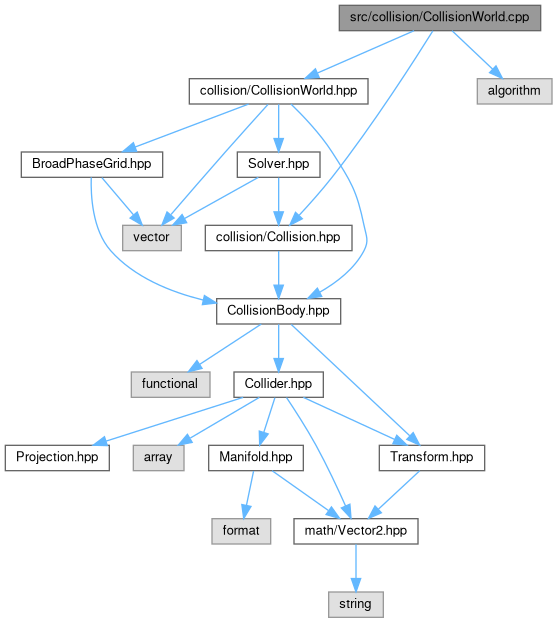 src/collision/CollisionWorld.cpp
collision/CollisionWorld.hpp
algorithm
BroadPhaseGrid.hpp
Solver.hpp
vector
collision/Collision.hpp
CollisionBody.hpp
functional
Collider.hpp
Projection.hpp
array
Manifold.hpp
Transform.hpp
format
math/Vector2.hpp
string